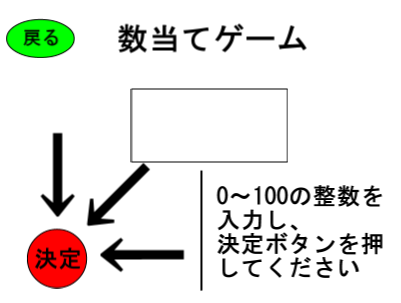 戻る
数当てゲーム
0〜100の整数を
入力し、
決定ボタンを押
してください
決定